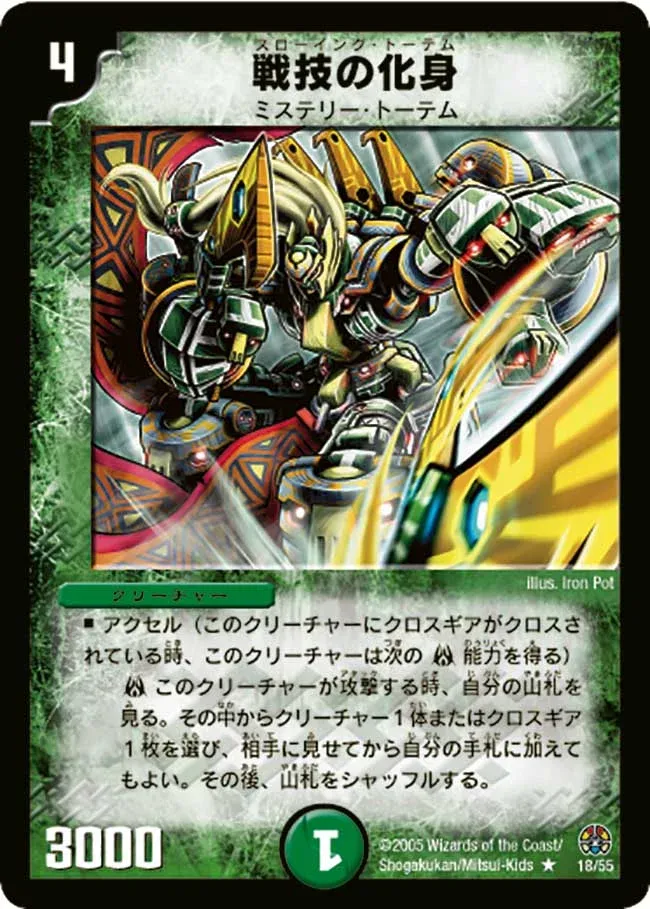 4
スローイング・トーテム
戦技の化身
ミステリー・トーテム
illus. Iron Pot
クリーチャー
■ アクセル（このクリーチャーにクロスギアがクロスさ
れている時、このクリーチャーは次の 能力を得る）
このクリーチャーが攻撃する時、自分の山札を
見る。その中からクリーチャー１体またはクロスギア
１枚を選び、相手に見せてから自分の手札に加えて
もよい。その後、山札をシャッフルする。
3000
1
©2005 Wizards of the Coast/
Shogakukan/Mitsui-Kids ★ 18/55